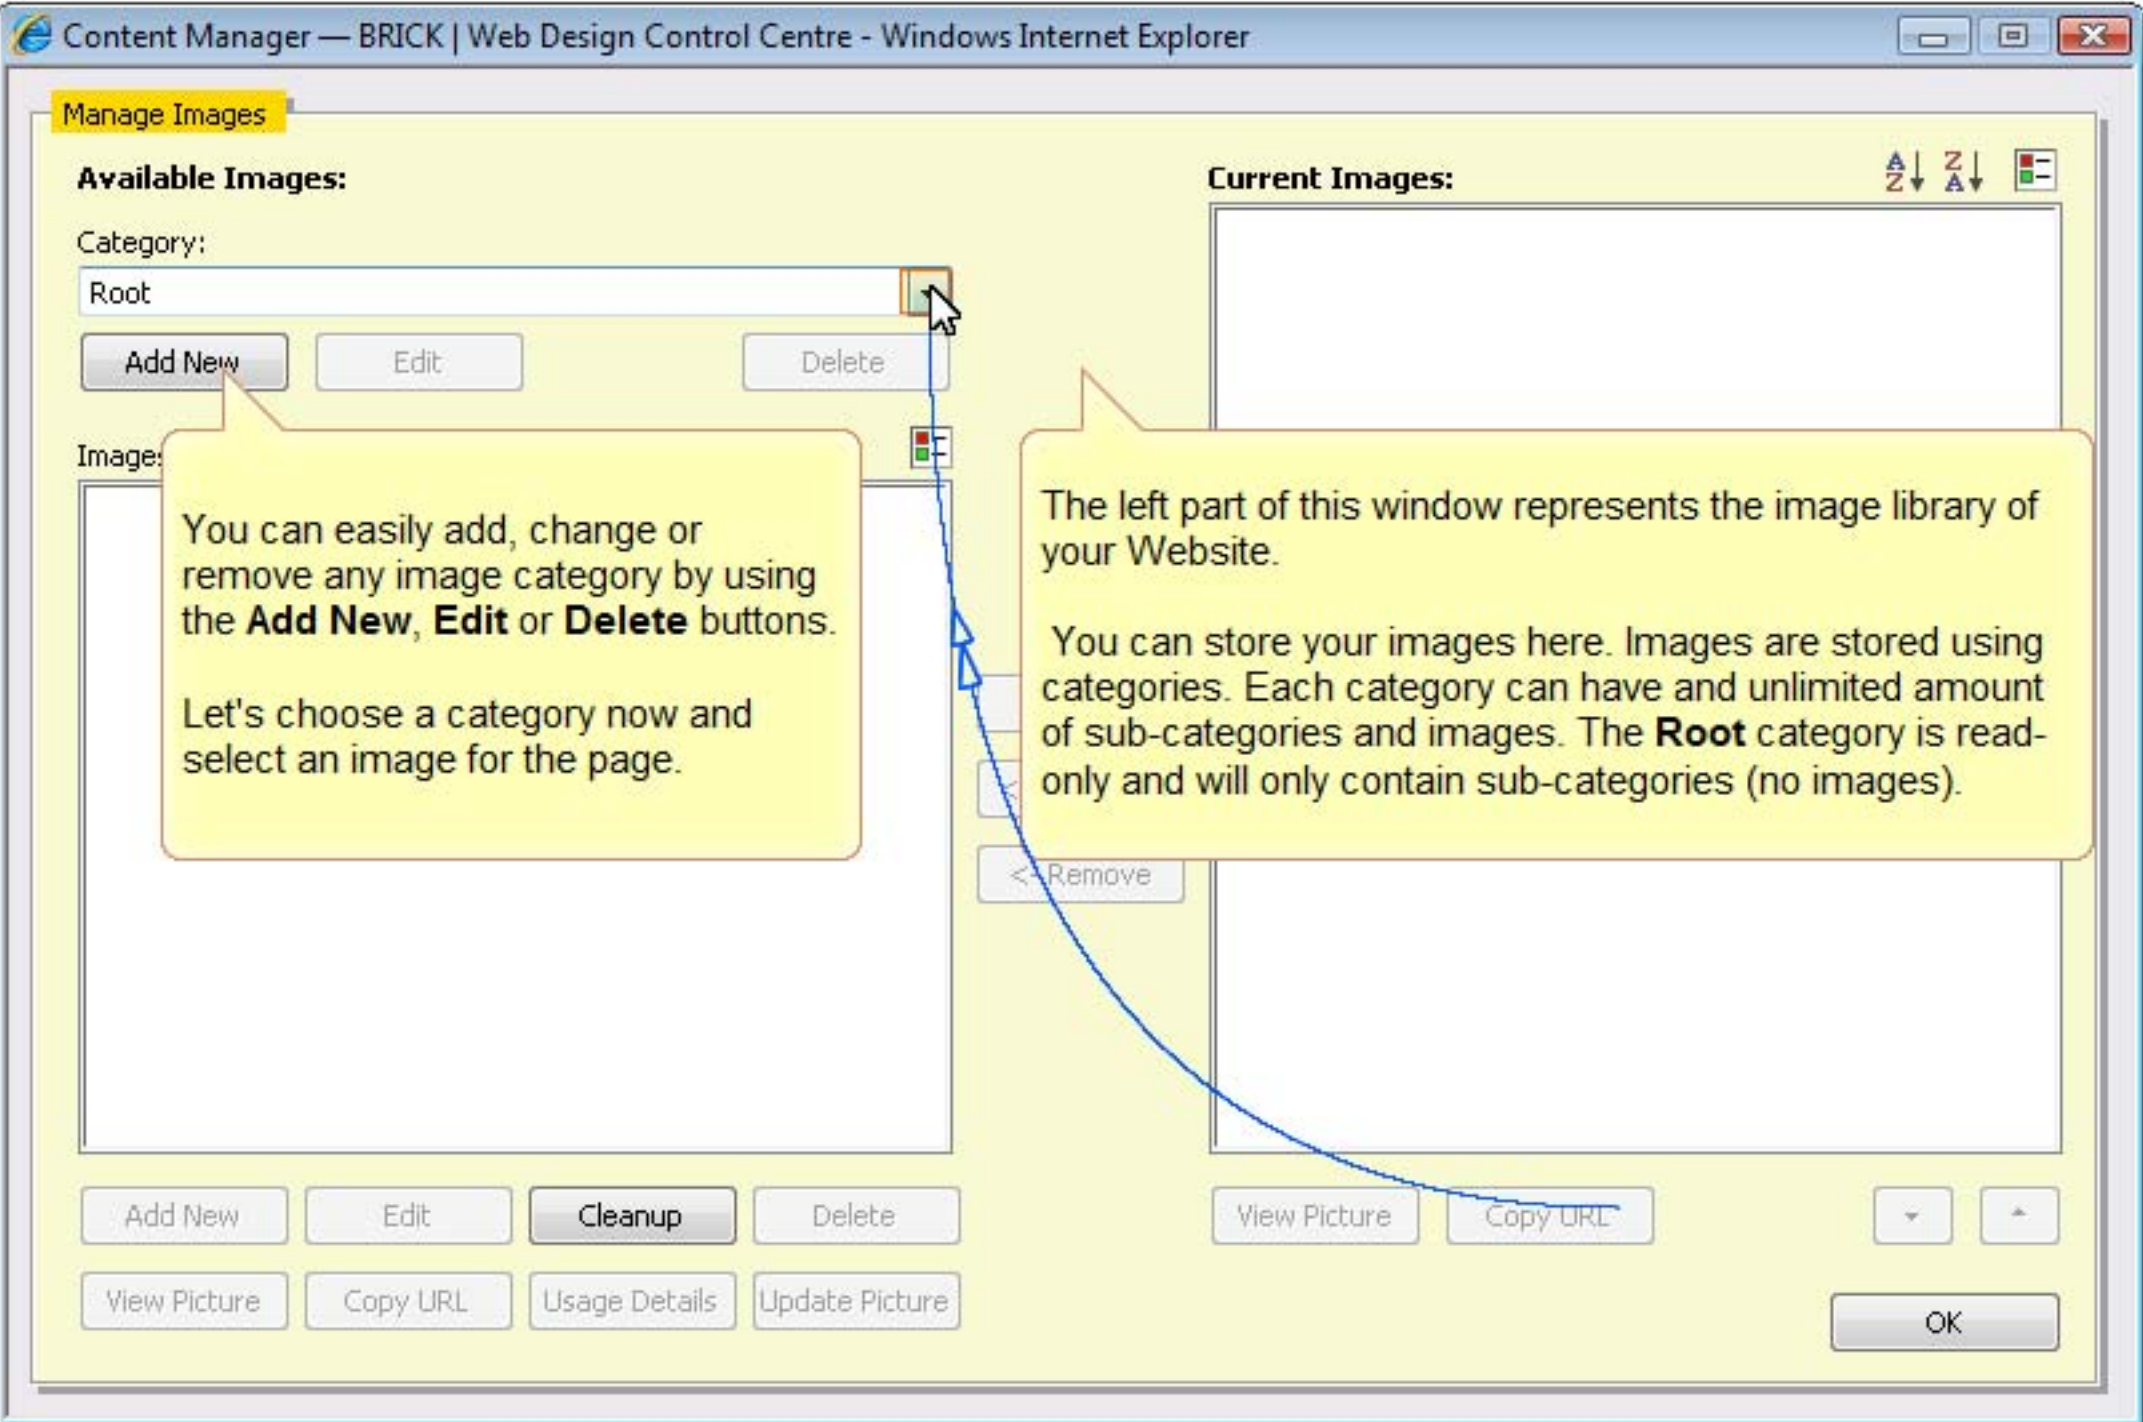 Content Manager — BRICK | Web Design Control Centre - Windows Internet Explorer
Manage Images
Available Images:
Current Images:
Category:
Root
Add New
Edit
Delete
You can easily add, change or
remove any image category by using
the Add New, Edit or Delete buttons.
Let's choose a category now and
select an image for the page.
The left part of this window represents the image library of
your Website.
You can store your images here. Images are stored using
categories. Each category can have and unlimited amount
of sub-categories and images. The Root category is read-
only and will only contain sub-categories (no images).
<- Remove
Add New
Edit
Cleanup
Delete
View Picture
Copy URL
View Picture
Copy URL
Usage Details
Update Picture
OK